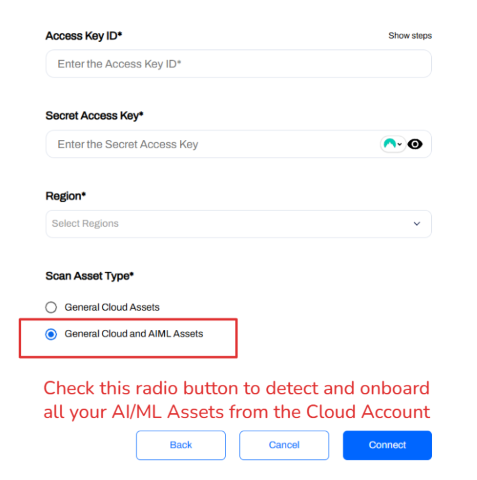 Access Key ID*
Show steps
Enter the Access Key ID*
Secret Access Key*
Enter the Secret Access Key
Region*
Select Regions
Scan Asset Type*
General Cloud Assets
General Cloud and AIML Assets
Check this radio button to detect and onboard
all your AI/ML Assets from the Cloud Account
Back
Cancel
Connect